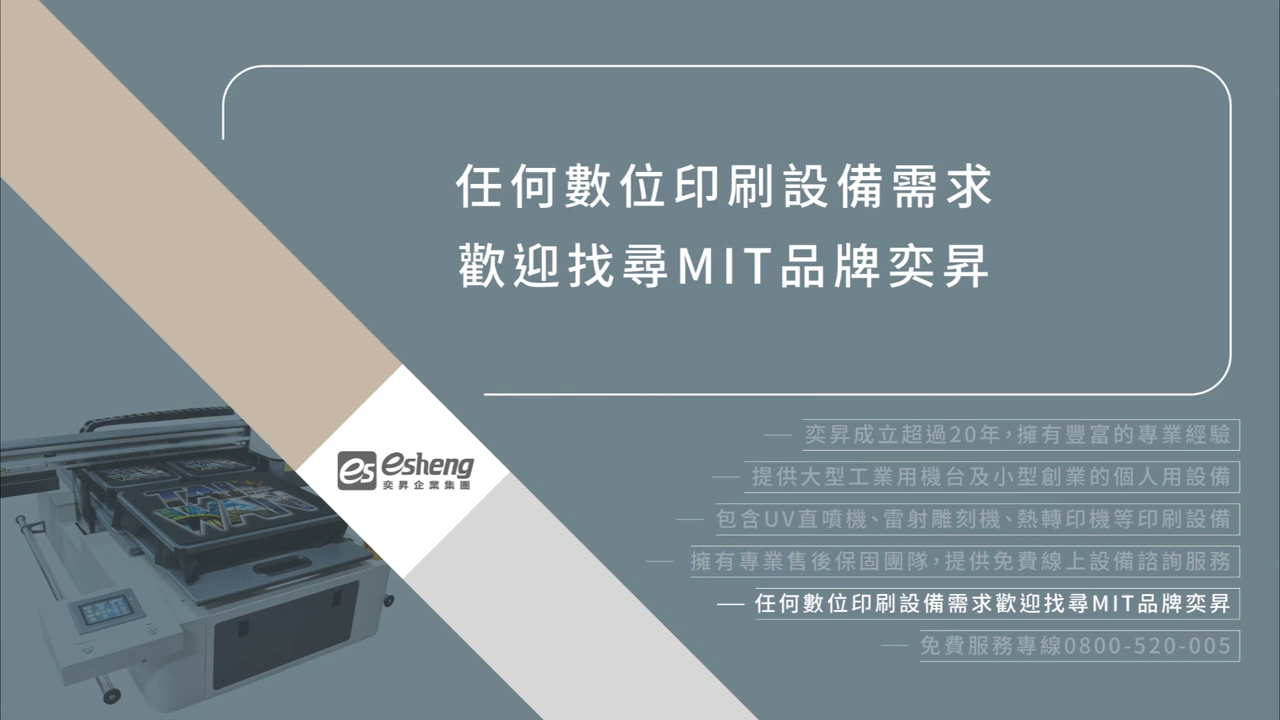 任何數位印刷設備需求
歡迎找尋MIT品牌奕昇
奕昇成立超過20年，擁有豐富的專業經驗
提供大型工業用機台及小型創業的個人用設備
es esheng
奕昇企業集團
包含UV直噴機、雷射雕刻機、熱轉印機等印刷設備
TAIWAN
擁有專業售後保固團隊，提供免費線上設備諮詢服務
任何數位印刷設備需求歡迎找尋MIT品牌奕昇
免費服務專線0800-520-005